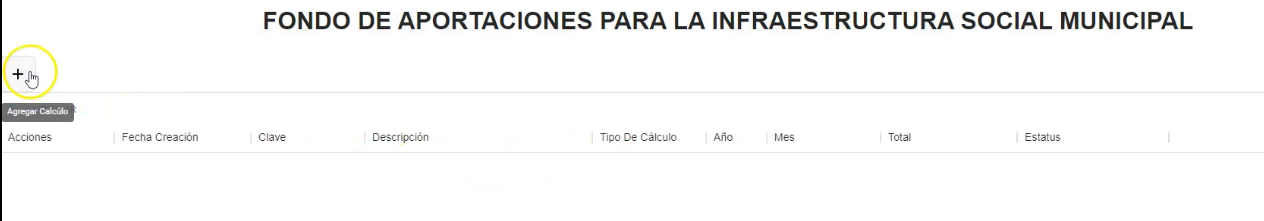 FONDO DE APORTACIONES PARA LA INFRAESTRUCTURA SOCIAL MUNICIPAL
+
Agregar Calcúlo
Acciones Fecha Creación Clave Descripción Tipo De Cálculo Año Mes Total Estatus